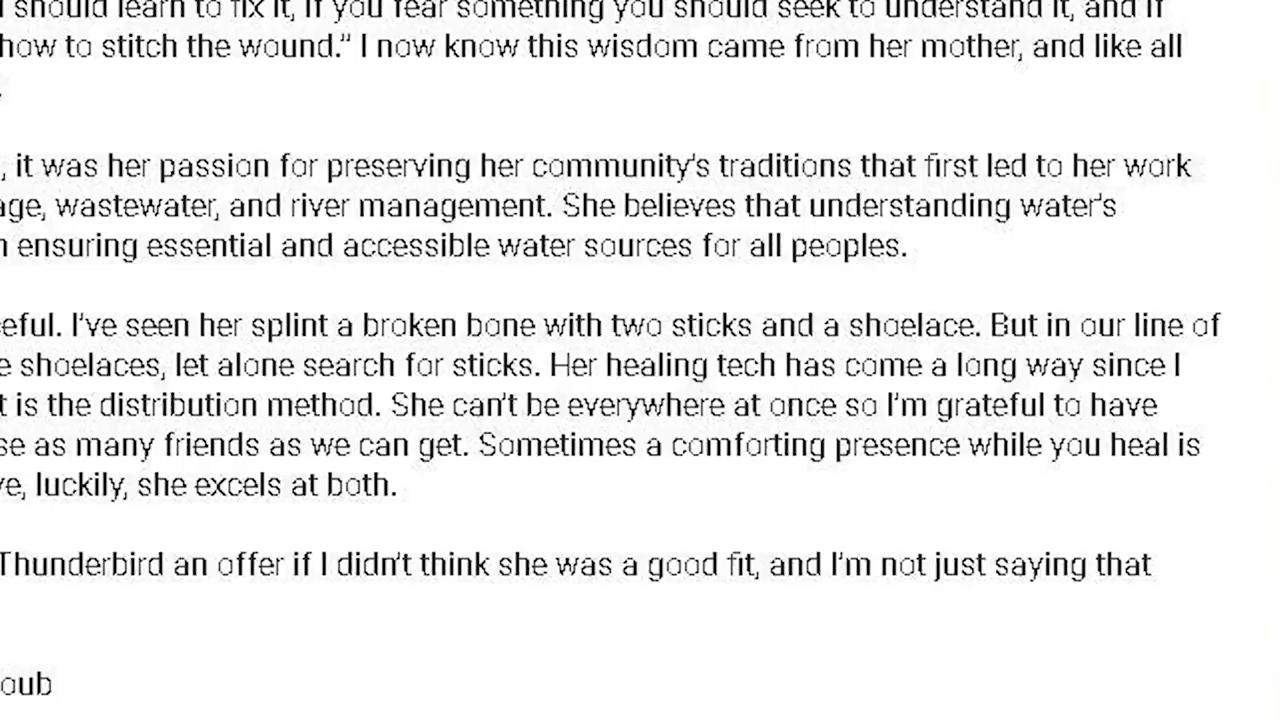 should learn to fix it, if you fear something you should seek to understand it, and if
how to stitch the wound." I now know this wisdom came from her mother, and like all
, it was her passion for preserving her community's traditions that first led to her work
age, wastewater, and river management. She believes that understanding water's
ensuring essential and accessible water sources for all peoples.
eful. I've seen her splint a broken bone with two sticks and a shoelace. But in our line of
e shoelaces, let alone search for sticks. Her healing tech has come a long way since I
t is the distribution method. She can't be everywhere at once so I'm grateful to have
se as many friends as we can get. Sometimes a comforting presence while you heal is
ve, luckily, she excels at both.
Thunderbird an offer if I didn't think she was a good fit, and I'm not just saying that
oub